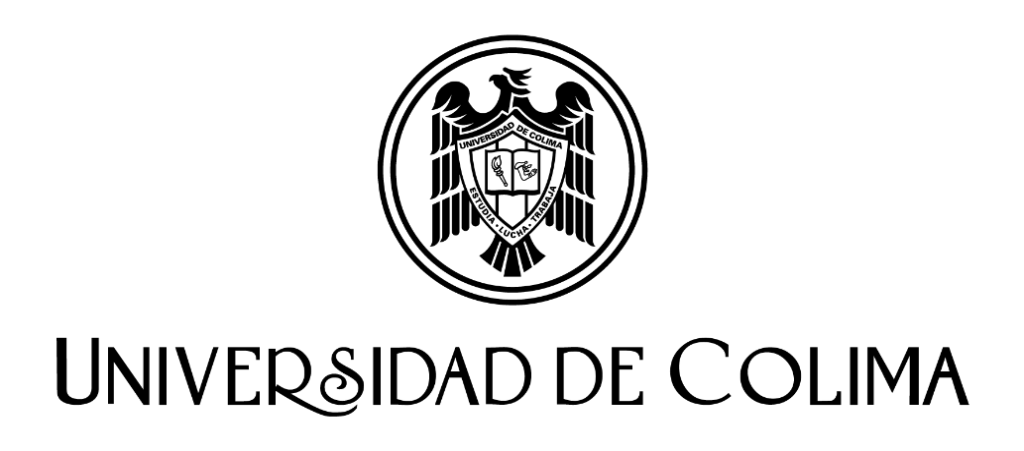 UNIVERSIDAD DE COLIMA
ESTUDIA · LUCHA · TRABAJA
UNIVERSIDAD DE COLIMA